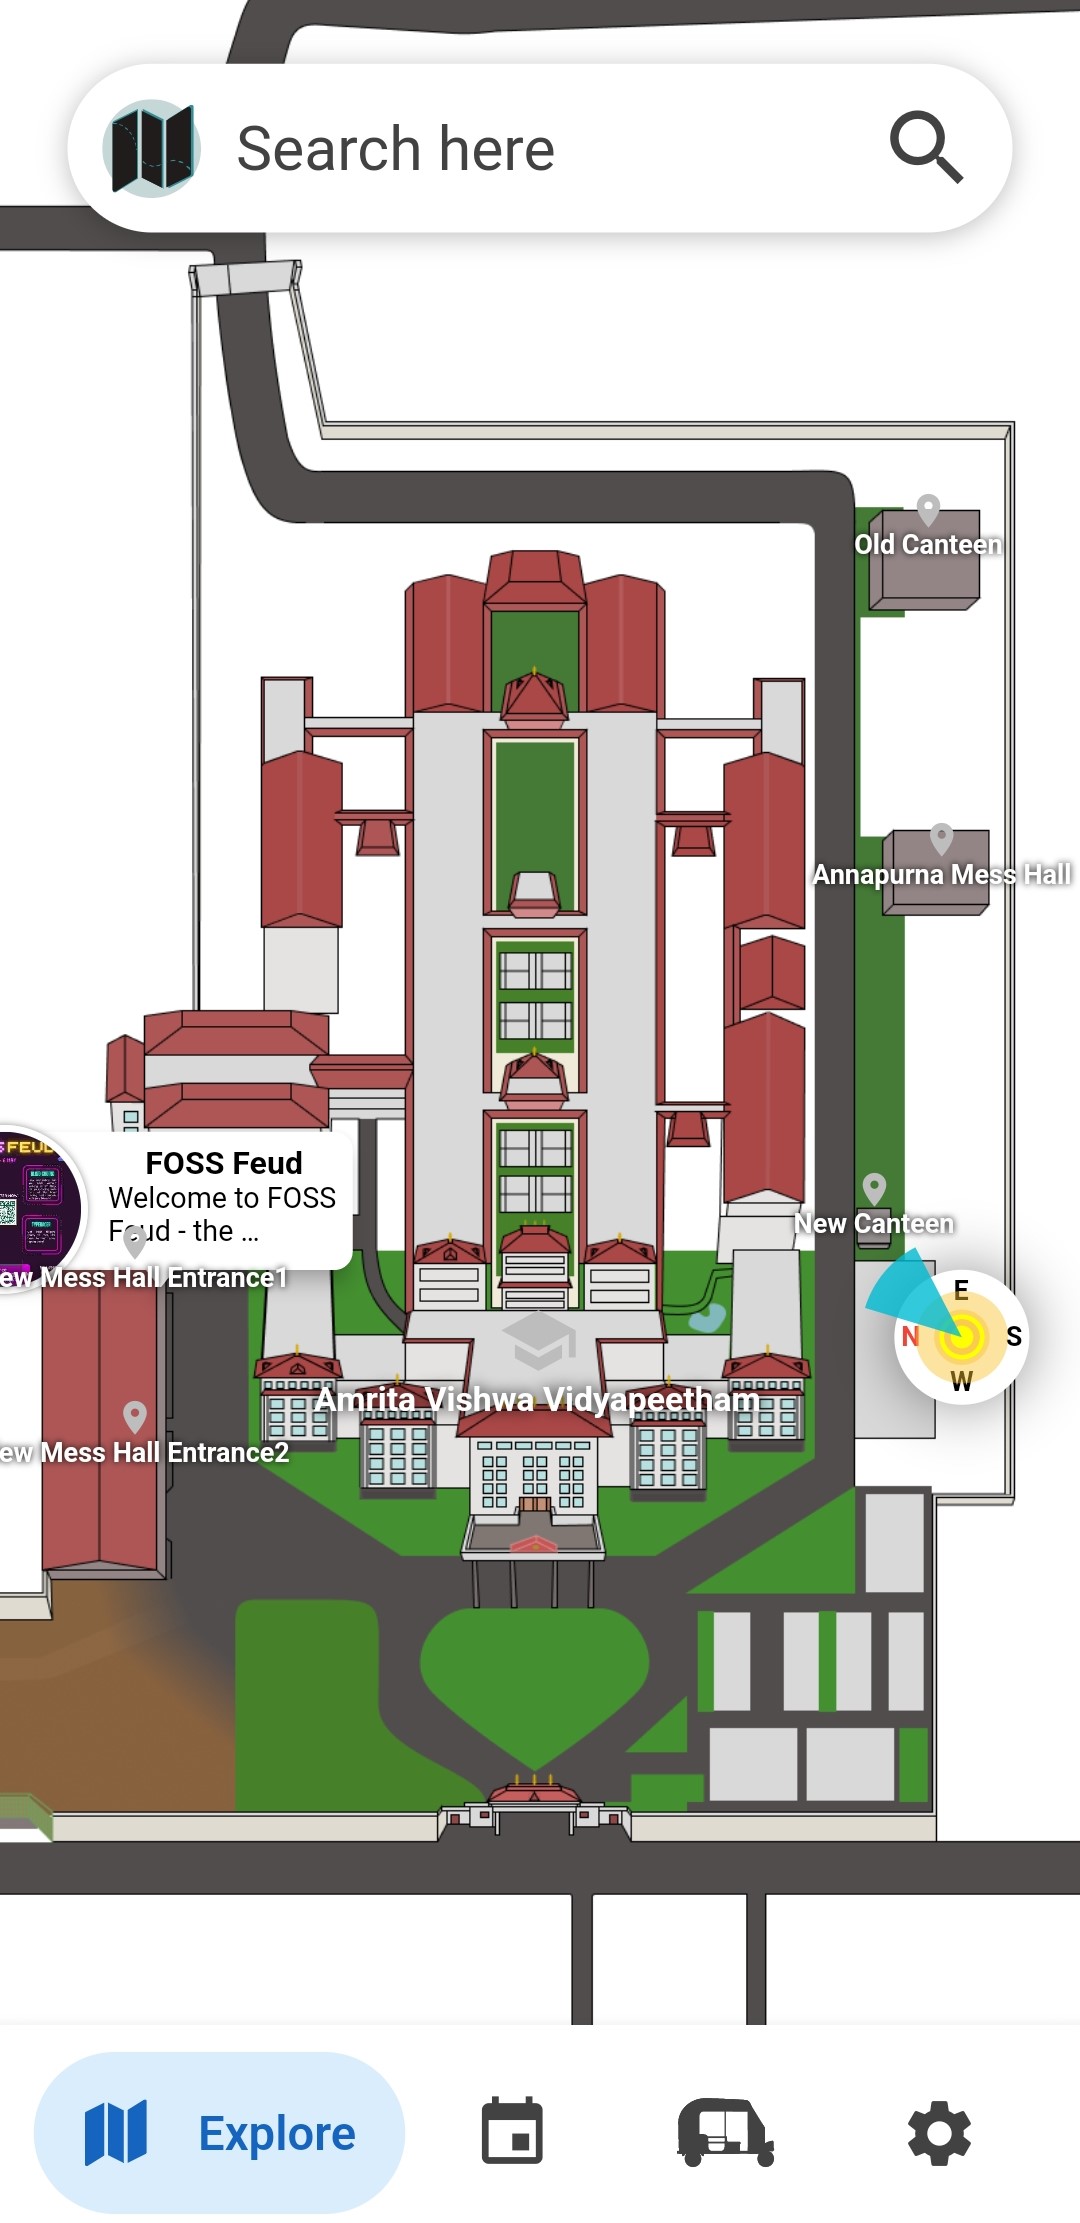 Search here
Old Canteen
Annapurna Mess Hall
FEUD
FOSS Feud
Welcome to FOSS
Feud - the ...
New Canteen
ew Mess Hall Entrance1
E
N
S
W
Amrita Vishwa Vidyapeetham
ew Mess Hall Entrance2
Explore